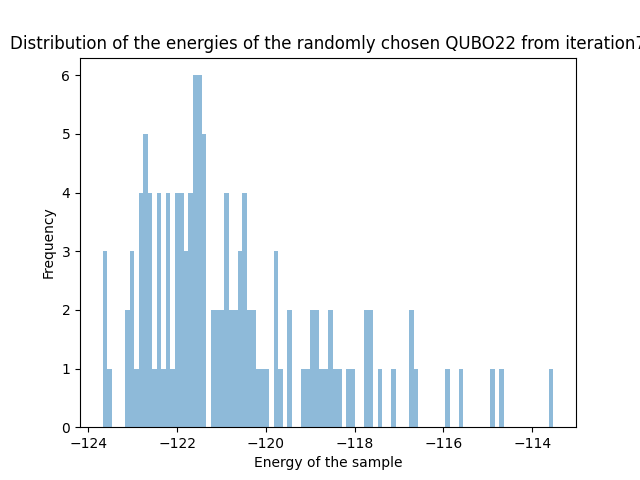 Distribution of the energies of the randomly chosen QUBO22 from iteration7
6
5
4
3
2
1
0
Frequency
−124 −122 −120 −118 −116 −114
Energy of the sample